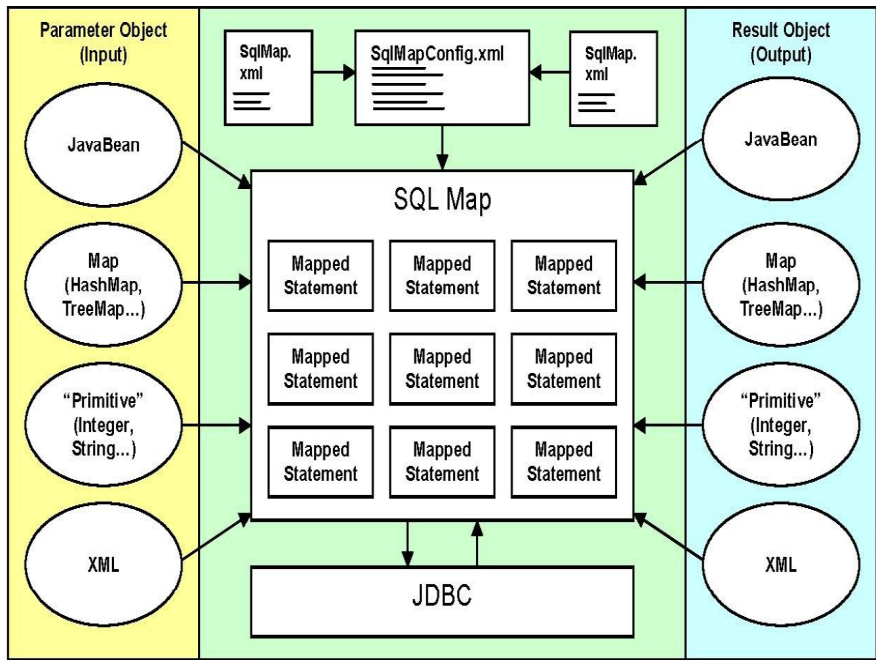 Parameter Object
(Input)
JavaBean
Map
(HashMap,
TreeMap...)
“Primitive”
(Integer,
String...)
XML
SqlMap.
xml
SqlMapConfig.xml
SqlMap.
xml
SQL Map
Mapped
Statement
Mapped
Statement
Mapped
Statement
Mapped
Statement
Mapped
Statement
Mapped
Statement
Mapped
Statement
Mapped
Statement
Mapped
Statement
JDBC
Result Object
(Output)
JavaBean
Map
(HashMap,
TreeMap...)
“Primitive”
(Integer,
String...)
XML